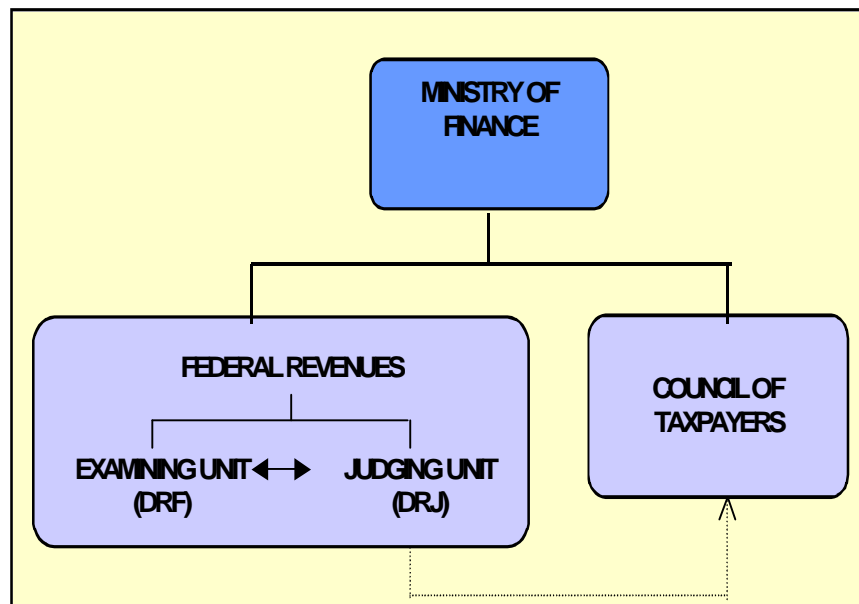 MINISTRY OF
FINANCE
FEDERAL REVENUES
EXAMINING UNIT
(DRF)
JUDGING UNIT
(DRJ)
COUNCIL OF
TAXPAYERS